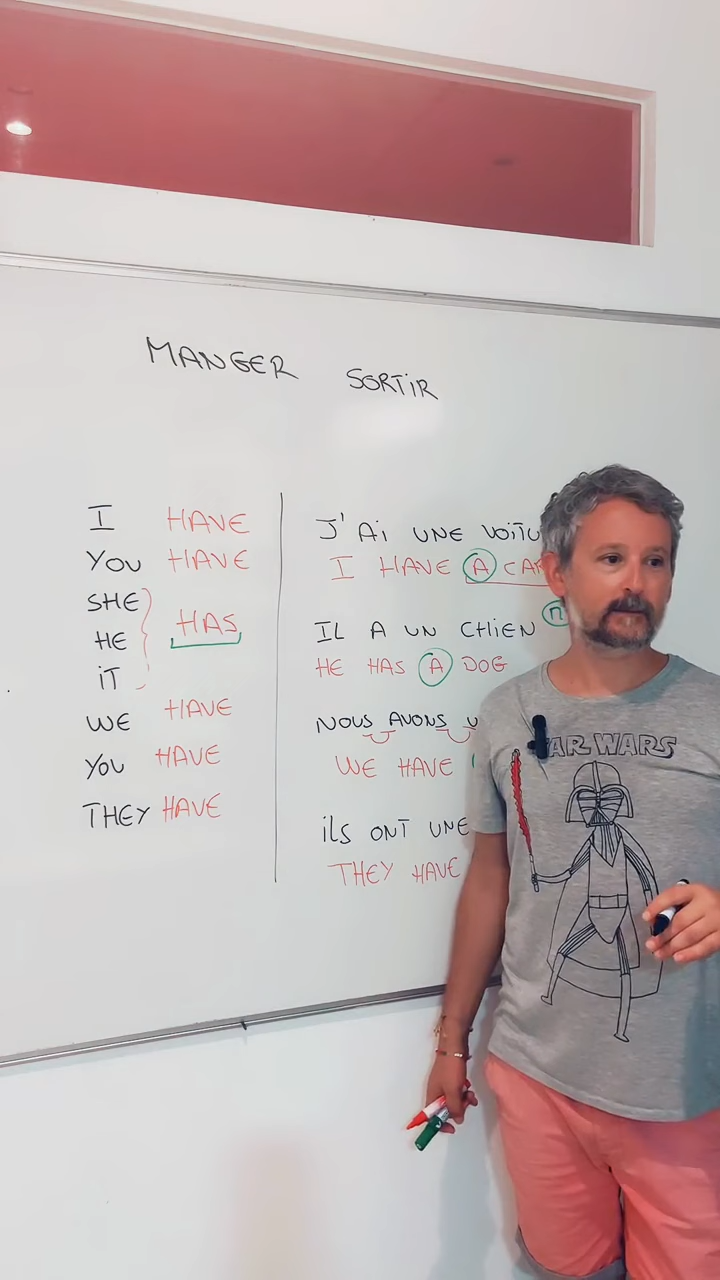 MANGER SORTIR
I HAVE
YOU HAVE
SHE
HE HAS
iT
WE HAVE
YOU HAVE
THEY HAVE
J'Ai UNE
I HAVE A
IL A UN CHIEN
HE HAS A DOG
NOUS AVONS
WE HAVE
iLS ONT UNE
THEY HAVE
AR WARS